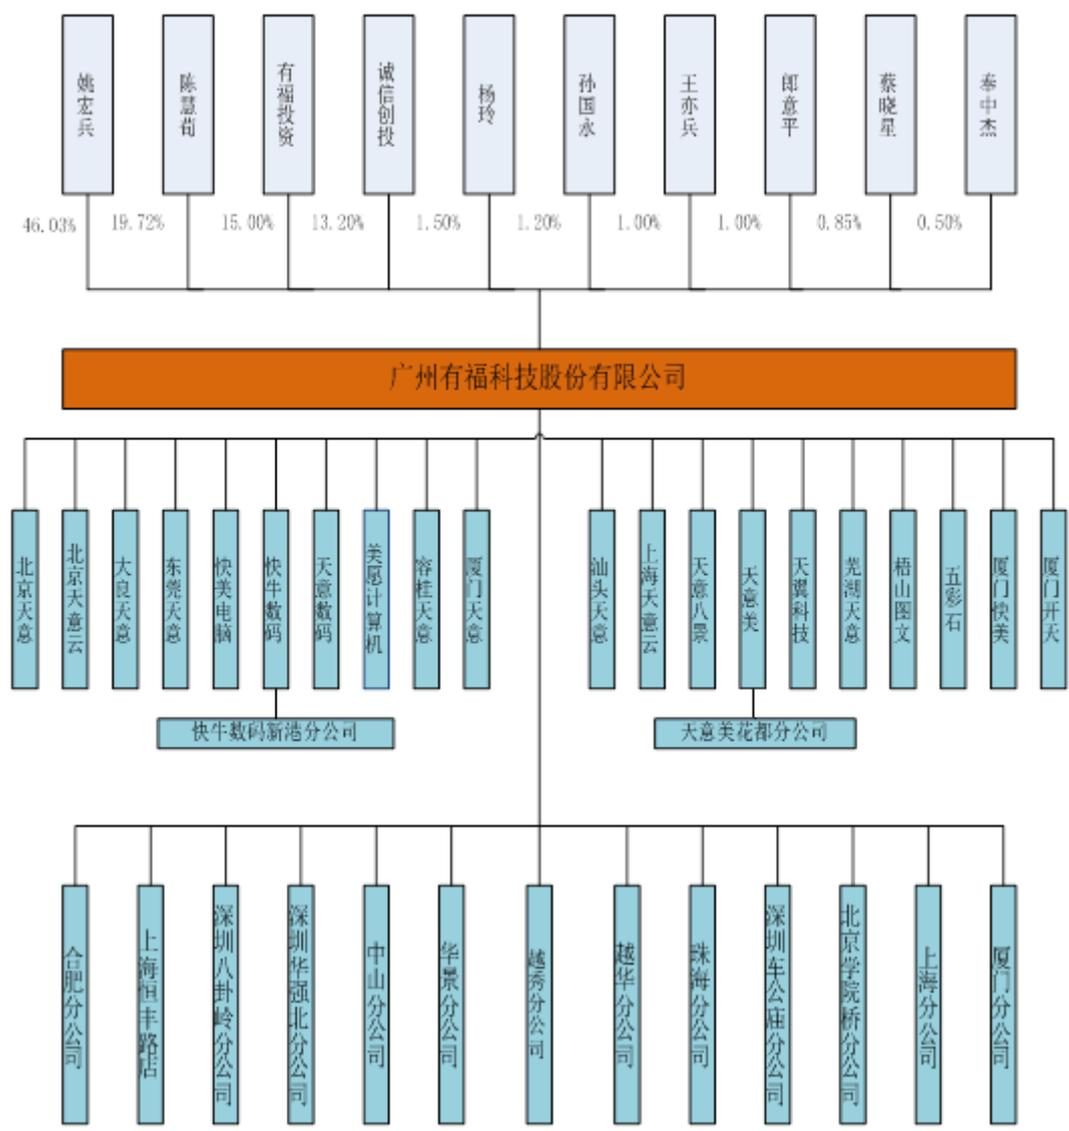 姚宏兵
陈慧荀
有福投资
诚信创投
杨玲
孙国永
王亦兵
郎意平
蔡晓星
奉中杰
46.03%
19.72%
15.00%
13.20%
1.50%
1.20%
1.00%
1.00%
0.85%
0.50%
广州有福科技股份有限公司
北京天意
北京天意云
大良天意
东莞天意
快美电脑
快牛数码
天意数码
美愿计算机
容桂天意
厦门天意
汕头天意
上海天意云
天意八景
天意美
天翼科技
芜湖天意
梧山图文
五彩石
厦门快美
厦门开天
快牛数码新港分公司
天意美花都分公司
合肥分公司
上海恒丰路店
深圳八卦岭分公司
深圳华强北分公司
中山分公司
华景分公司
越秀分公司
越华分公司
珠海分公司
深圳车公庙分公司
北京学院桥分公司
上海分公司
厦门分公司